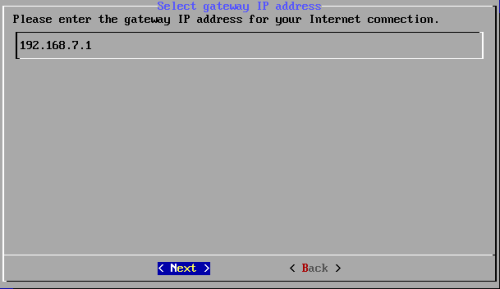 Select gateway IP address
Please enter the gateway IP address for your Internet connection.
192.168.7.1
< Next > < Back >